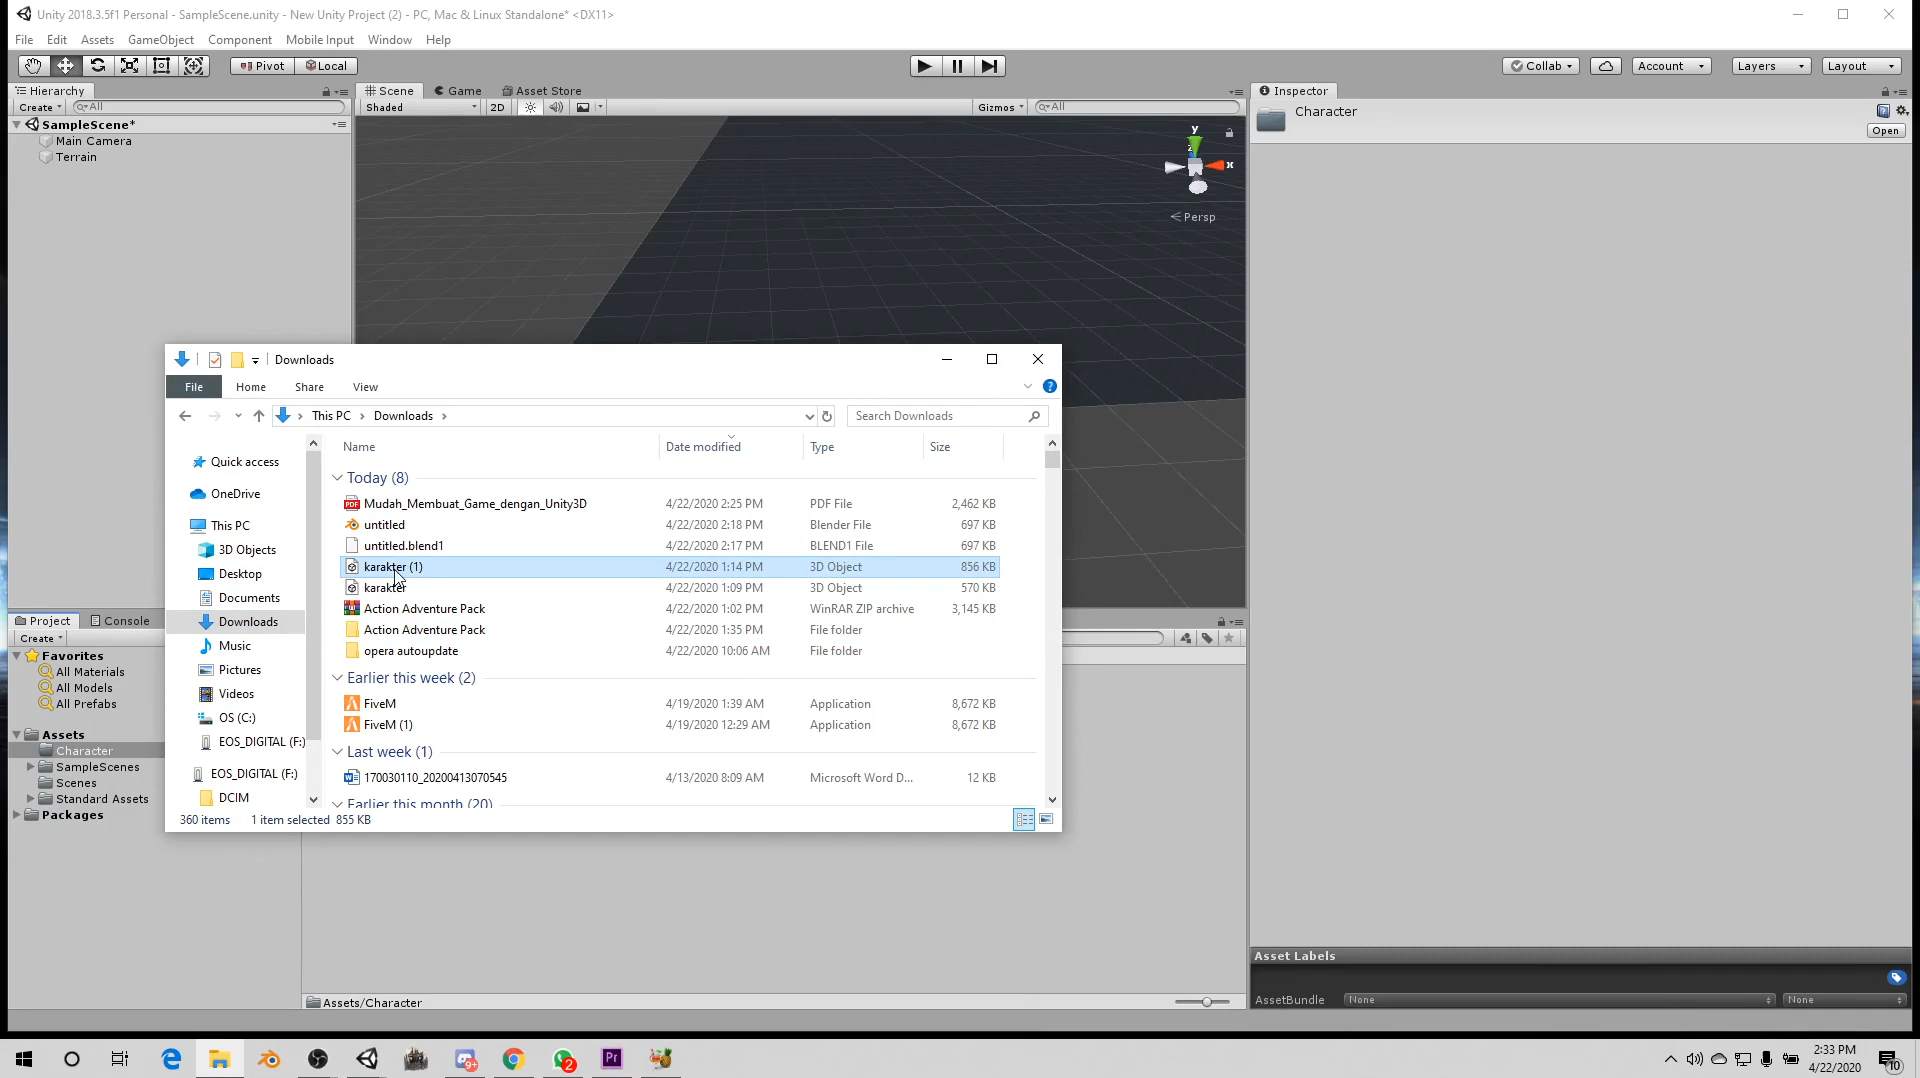 Unity 2018.3.5f1 Personal - SampleScene.unity - New Unity Project (2) - PC, Mac & Linux Standalone* <DX11>
File Edit Assets GameObject Component Mobile Input Window Help
Pivot Local Collab Account Layers Layout
Hierarchy Scene Game Asset Store Inspector
Create All Shaded 2D Gizmos All
Character
Open
SampleScene*
Main Camera
Terrain
y
z
x
Persp
Downloads
File Home Share View
This PC Downloads Search Downloads
Name Date modified Type Size
Quick access
OneDrive
This PC
3D Objects
Desktop
Documents
Downloads
Music
Pictures
Videos
OS (C:)
EOS_DIGITAL (F:)
EOS_DIGITAL (F:)
DCIM
Today (8)
Mudah_Membuat_Game_dengan_Unity3D 4/22/2020 2:25 PM PDF File 2,462 KB
untitled 4/22/2020 2:18 PM Blender File 697 KB
untitled.blend1 4/22/2020 2:17 PM BLEND1 File 697 KB
karakter (1) 4/22/2020 1:14 PM 3D Object 856 KB
karakter 4/22/2020 1:09 PM 3D Object 570 KB
Action Adventure Pack 4/22/2020 1:02 PM WinRAR ZIP archive 3,145 KB
Action Adventure Pack 4/22/2020 1:35 PM File folder
opera autoupdate 4/22/2020 10:06 AM File folder
Earlier this week (2)
FiveM 4/19/2020 1:39 AM Application 8,672 KB
FiveM (1) 4/19/2020 12:29 AM Application 8,672 KB
Last week (1)
170030110_20200413070545 4/13/2020 8:09 AM Microsoft Word D... 12 KB
Earlier this month (20)
360 items 1 item selected 855 KB
Project Console
Create
Favorites
All Materials
All Models
All Prefabs
Assets
Character
SampleScenes
Scenes
Standard Assets
Packages
Assets/Character
Asset Labels
AssetBundle None None
9+ 2 Pr
2:33 PM
4/22/2020
10